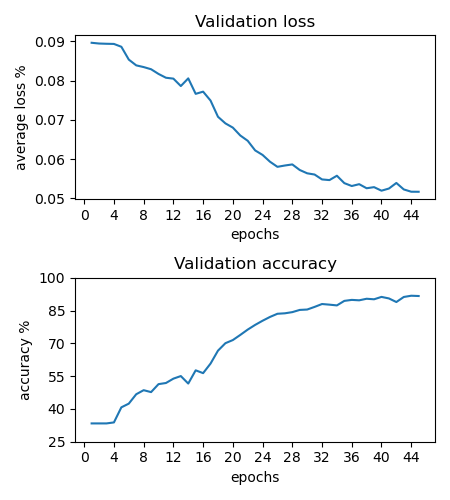 Validation loss
average loss %
0.09
0.08
0.07
0.06
0.05
0 4 8 12 16 20 24 28 32 36 40 44
epochs
Validation accuracy
accuracy %
100
85
70
55
40
25
0 4 8 12 16 20 24 28 32 36 40 44
epochs